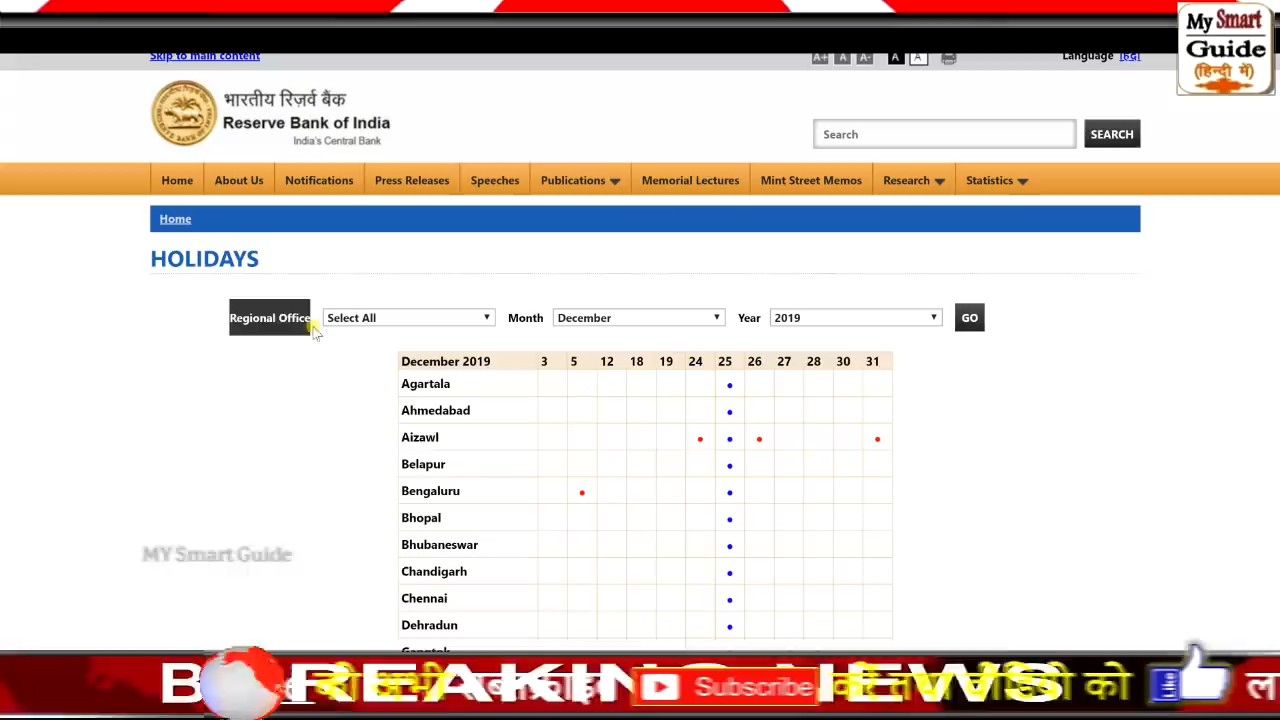 My Smart
Guide
(हिन्दी में)
Skip to main content
A+ A A- A A
Language हिंदी
भारतीय रिज़र्व बैंक
Reserve Bank of India
India's Central Bank
Search SEARCH
Home About Us Notifications Press Releases Speeches Publications Memorial Lectures Mint Street Memos Research Statistics
Home
HOLIDAYS
Regional Office Select All Month December Year 2019 GO
December 2019 3 5 12 18 19 24 25 26 27 28 30 31
Agartala
Ahmedabad
Aizawl
Belapur
Bengaluru
Bhopal
Bhubaneswar
Chandigarh
Chennai
Dehradun
Gangtok
MY Smart Guide
BREAKING NEWS
Subscribe
को